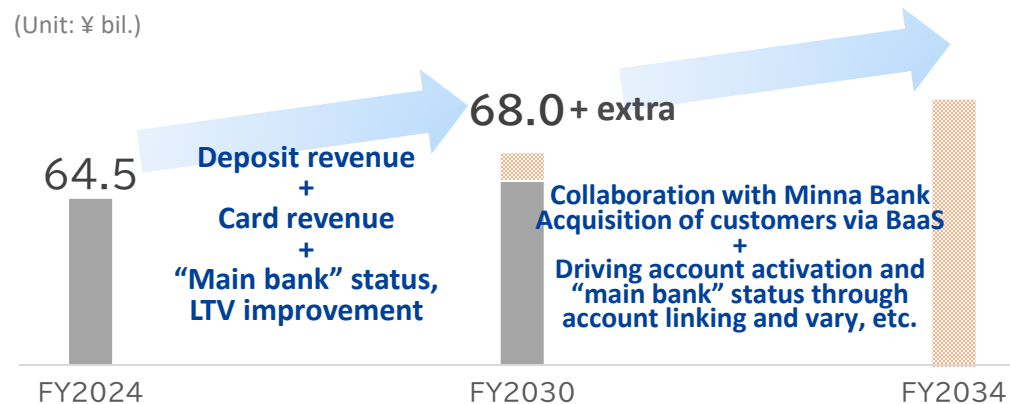 (Unit: ¥ bil.)
64.5
68.0 + extra
Deposit revenue
+
Card revenue
+
“Main bank” status,
LTV improvement
Collaboration with Minna Bank
Acquisition of customers via BaaS
+
Driving account activation and
“main bank” status through
account linking and vary, etc.
FY2024
FY2030
FY2034